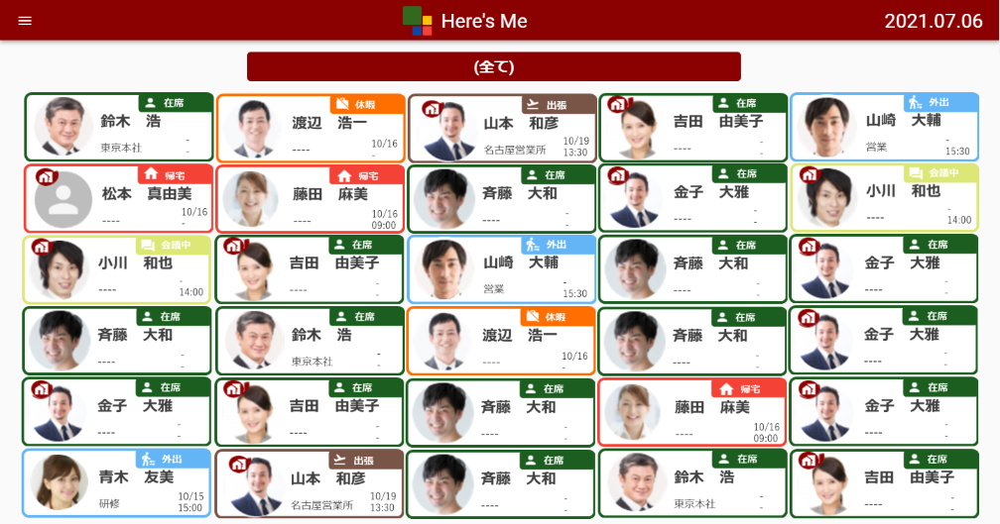 Here's Me
2021.07.06
(全て)
在席
鈴木 浩
東京本社
-
-
休暇
渡辺 浩一
----
10/16
-
出張
山本 和彦
名古屋営業所
10/19
13:30
在席
吉田 由美子
----
-
-
外出
山崎 大輔
営業
-
15:30
帰宅
松本 真由美
----
10/16
-
帰宅
藤田 麻美
----
10/16
09:00
在席
斉藤 大和
----
-
-
在席
金子 大雅
----
-
-
会議中
小川 和也
----
-
14:00
会議中
小川 和也
----
-
14:00
在席
吉田 由美子
----
-
-
外出
山崎 大輔
営業
-
15:30
在席
斉藤 大和
----
-
-
在席
金子 大雅
----
-
-
在席
斉藤 大和
----
-
-
在席
鈴木 浩
東京本社
-
-
休暇
渡辺 浩一
----
10/16
-
在席
斉藤 大和
----
-
-
在席
金子 大雅
----
-
-
在席
金子 大雅
----
-
-
在席
吉田 由美子
----
-
-
在席
斉藤 大和
----
-
-
帰宅
藤田 麻美
----
10/16
09:00
在席
金子 大雅
----
-
-
外出
青木 友美
研修
10/15
15:00
出張
山本 和彦
名古屋営業所
10/19
13:30
在席
斉藤 大和
----
-
-
在席
鈴木 浩
東京本社
-
-
在席
吉田 由美子
----
-
-